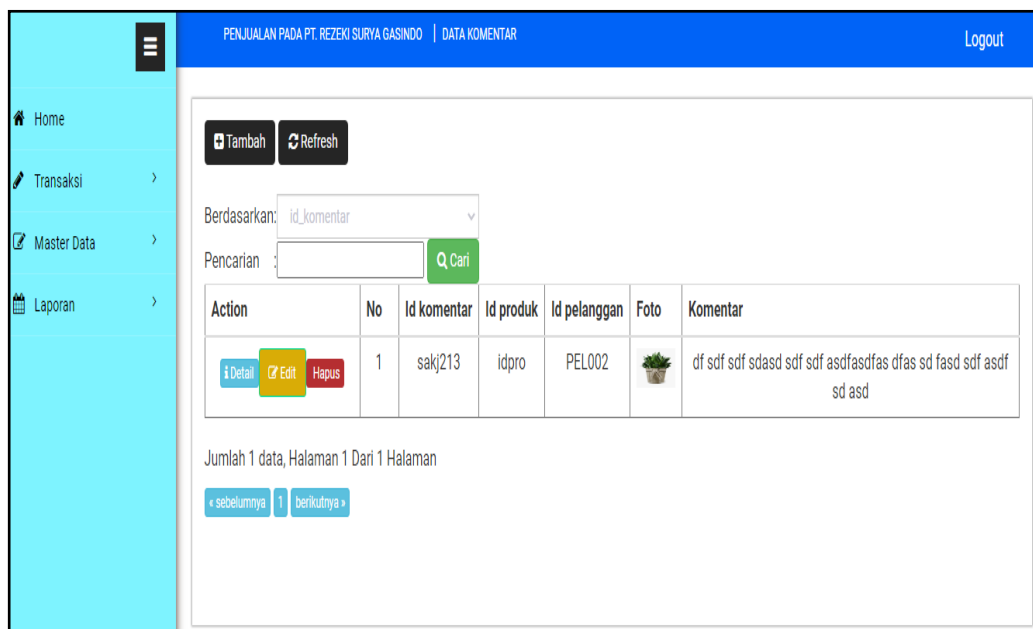 PENJUALAN PADA PT. REZEKI SURYA GASINDO | DATA KOMENTAR
Logout
Home
Transaksi
Master Data
Laporan
Tambah Refresh
Berdasarkan: id_komentar
Pencarian : Cari
Action No Id komentar Id produk Id pelanggan Foto Komentar
Detail Edit Hapus 1 sakj213 idpro PEL002 df sdf sdf sdasd sdf sdf asdfasdfas dfas sd fasd sdf asdf
sd asd
Jumlah 1 data, Halaman 1 Dari 1 Halaman
« sebelumnya 1 berikutnya »